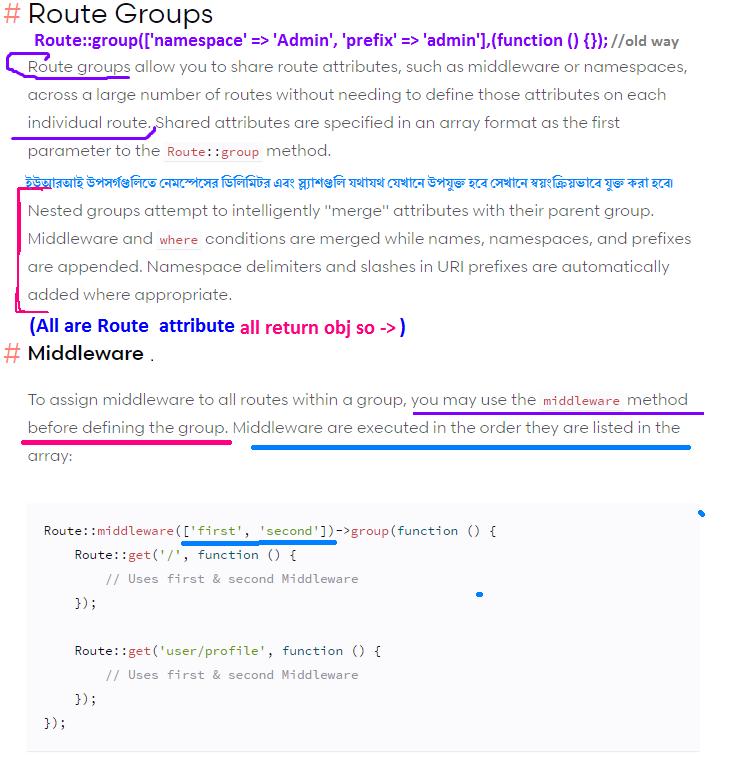 # Route Groups
Route::group(['namespace' => 'Admin', 'prefix' => 'admin'],(function () {}); //old way
Route groups allow you to share route attributes, such as middleware or namespaces,
across a large number of routes without needing to define those attributes on each
individual route. Shared attributes are specified in an array format as the first
parameter to the Route::group method.
ইউআরআই উপসর্গগুলিতে নেমস্পেসের ডিলিমিটর এবং স্ল্যাশগুলি যথাযথ যেখানে উপযুক্ত হবে সেখানে স্বয়ংক্রিয়ভাবে যুক্ত করা হবে৷
Nested groups attempt to intelligently "merge" attributes with their parent group.
Middleware and where conditions are merged while names, namespaces, and prefixes
are appended. Namespace delimiters and slashes in URI prefixes are automatically
added where appropriate.
(All are Route attribute all return obj so -> )
# Middleware .
To assign middleware to all routes within a group, you may use the middleware method
before defining the group. Middleware are executed in the order they are listed in the
array:
Route::middleware(['first', 'second'])->group(function () {
Route::get('/', function () {
// Uses first & second Middleware
});
Route::get('user/profile', function () {
// Uses first & second Middleware
});
});